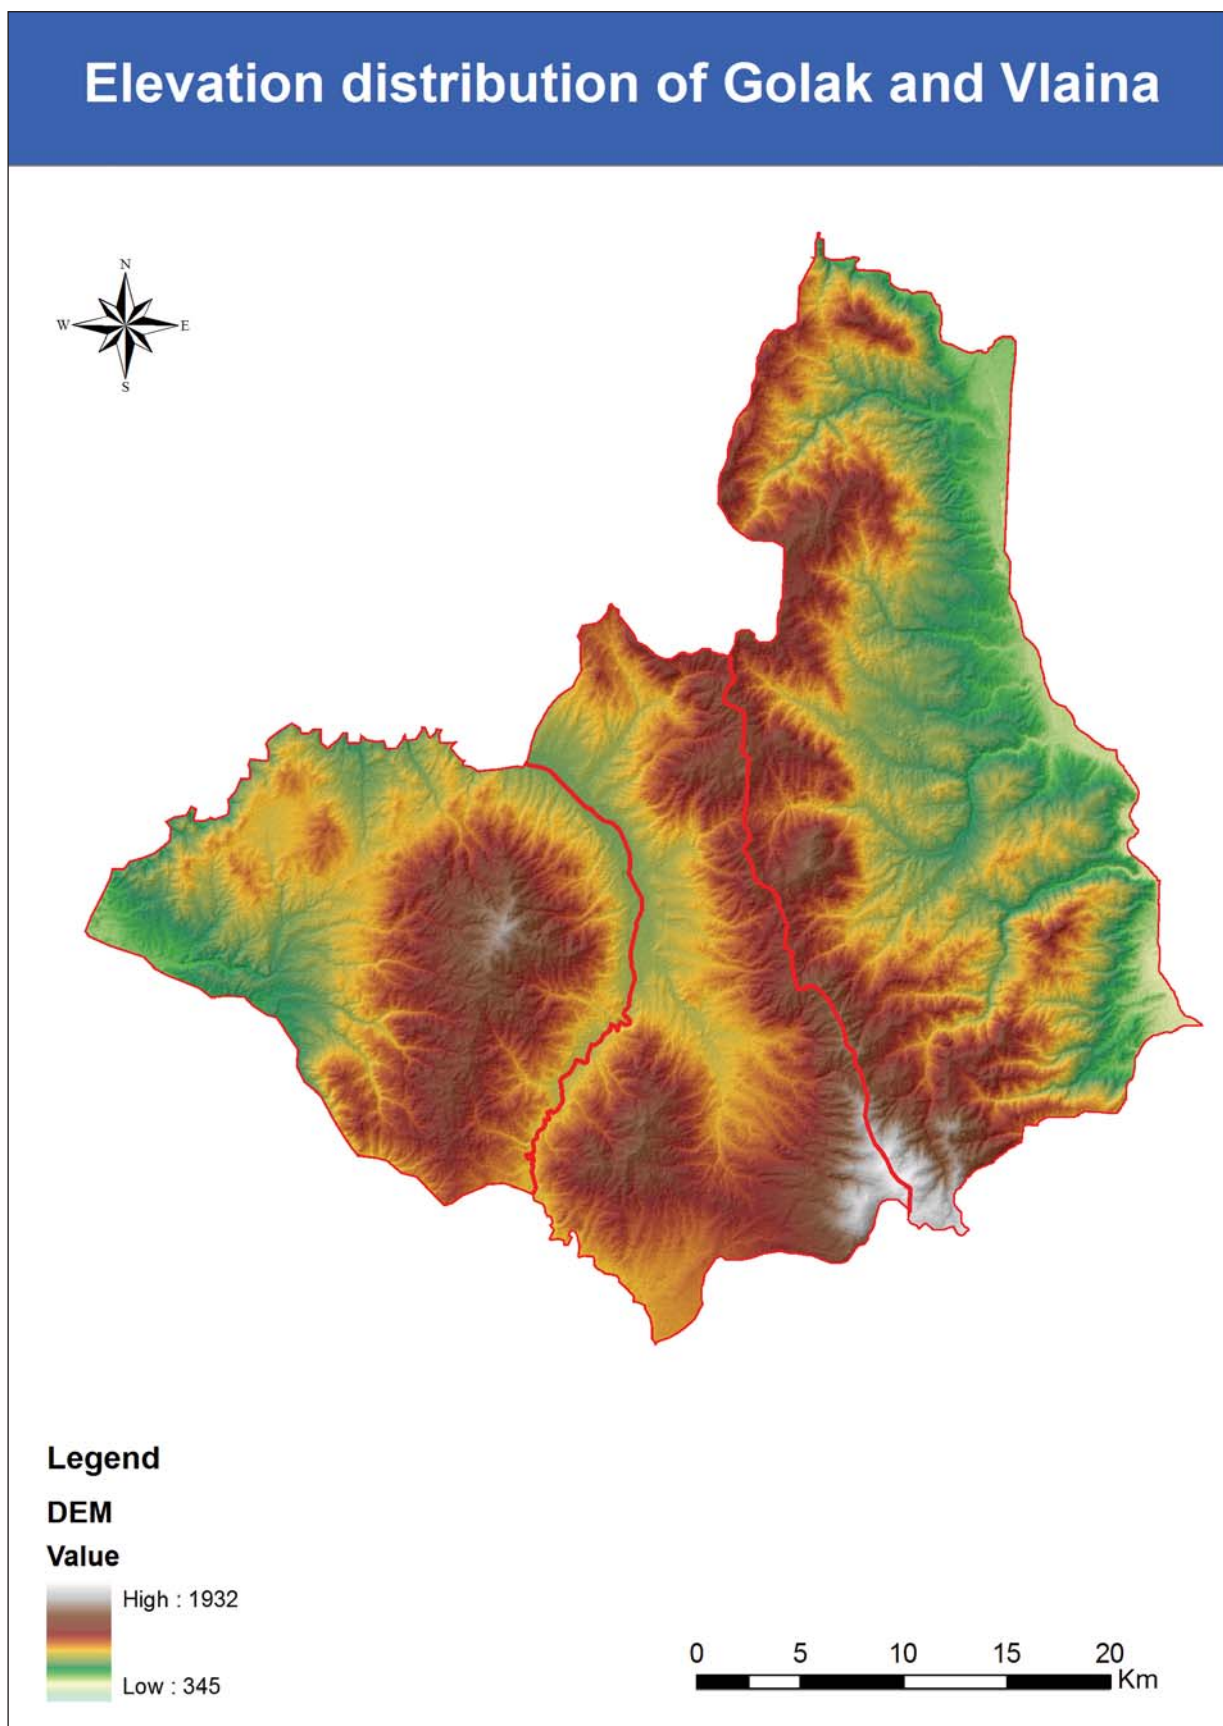 Elevation distribution of Golak and Vlaina
N
W E
S
Legend
DEM
Value
High : 1932
Low : 345
0 5 10 15 20
Km